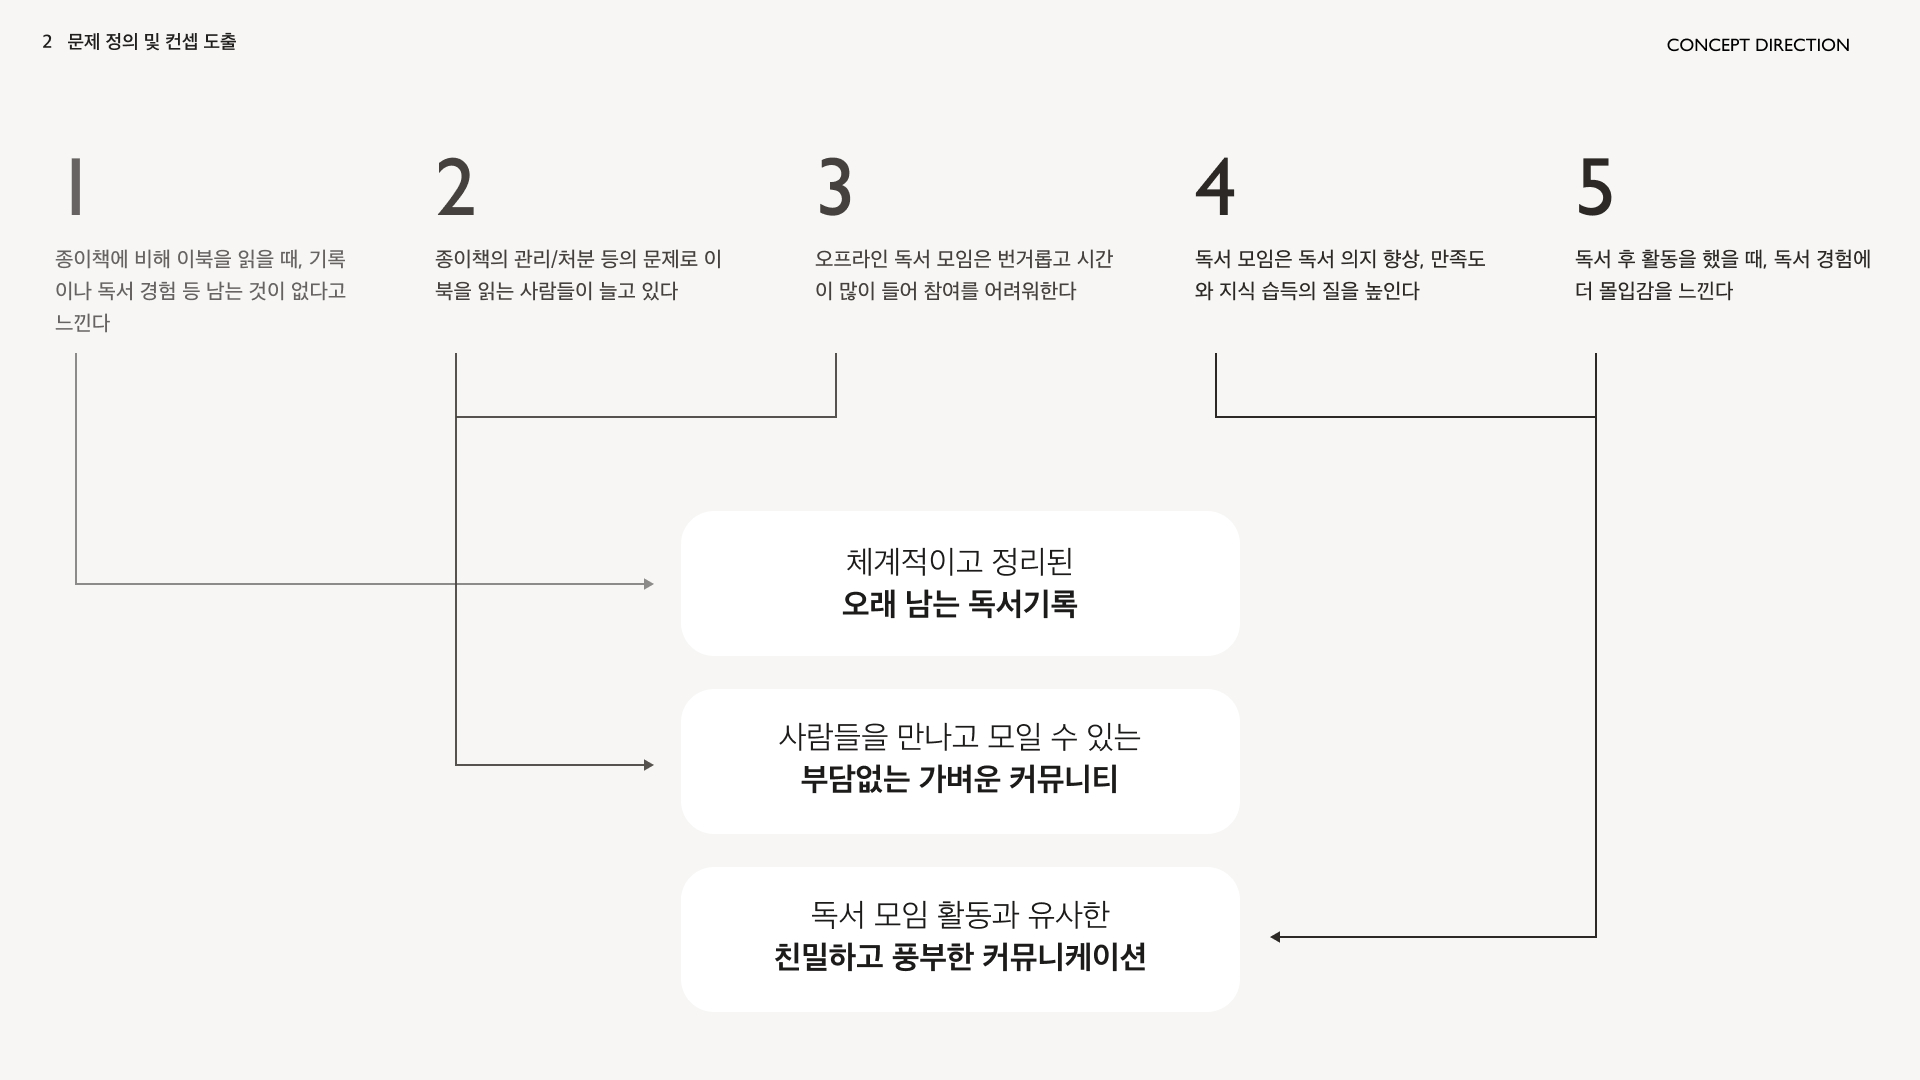 2 문제 정의 및 컨셉 도출
CONCEPT DIRECTION
1
종이책에 비해 이북을 읽을 때, 기록
이나 독서 경험 등 남는 것이 없다고
느낀다
2
종이책의 관리/처분 등의 문제로 이
북을 읽는 사람들이 늘고 있다
3
오프라인 독서 모임은 번거롭고 시간
이 많이 들어 참여를 어려워한다
4
독서 모임은 독서 의지 향상, 만족도
와 지식 습득의 질을 높인다
5
독서 후 활동을 했을 때, 독서 경험에
더 몰입감을 느낀다
체계적이고 정리된
오래 남는 독서기록
사람들을 만나고 모일 수 있는
부담없는 가벼운 커뮤니티
독서 모임 활동과 유사한
친밀하고 풍부한 커뮤니케이션